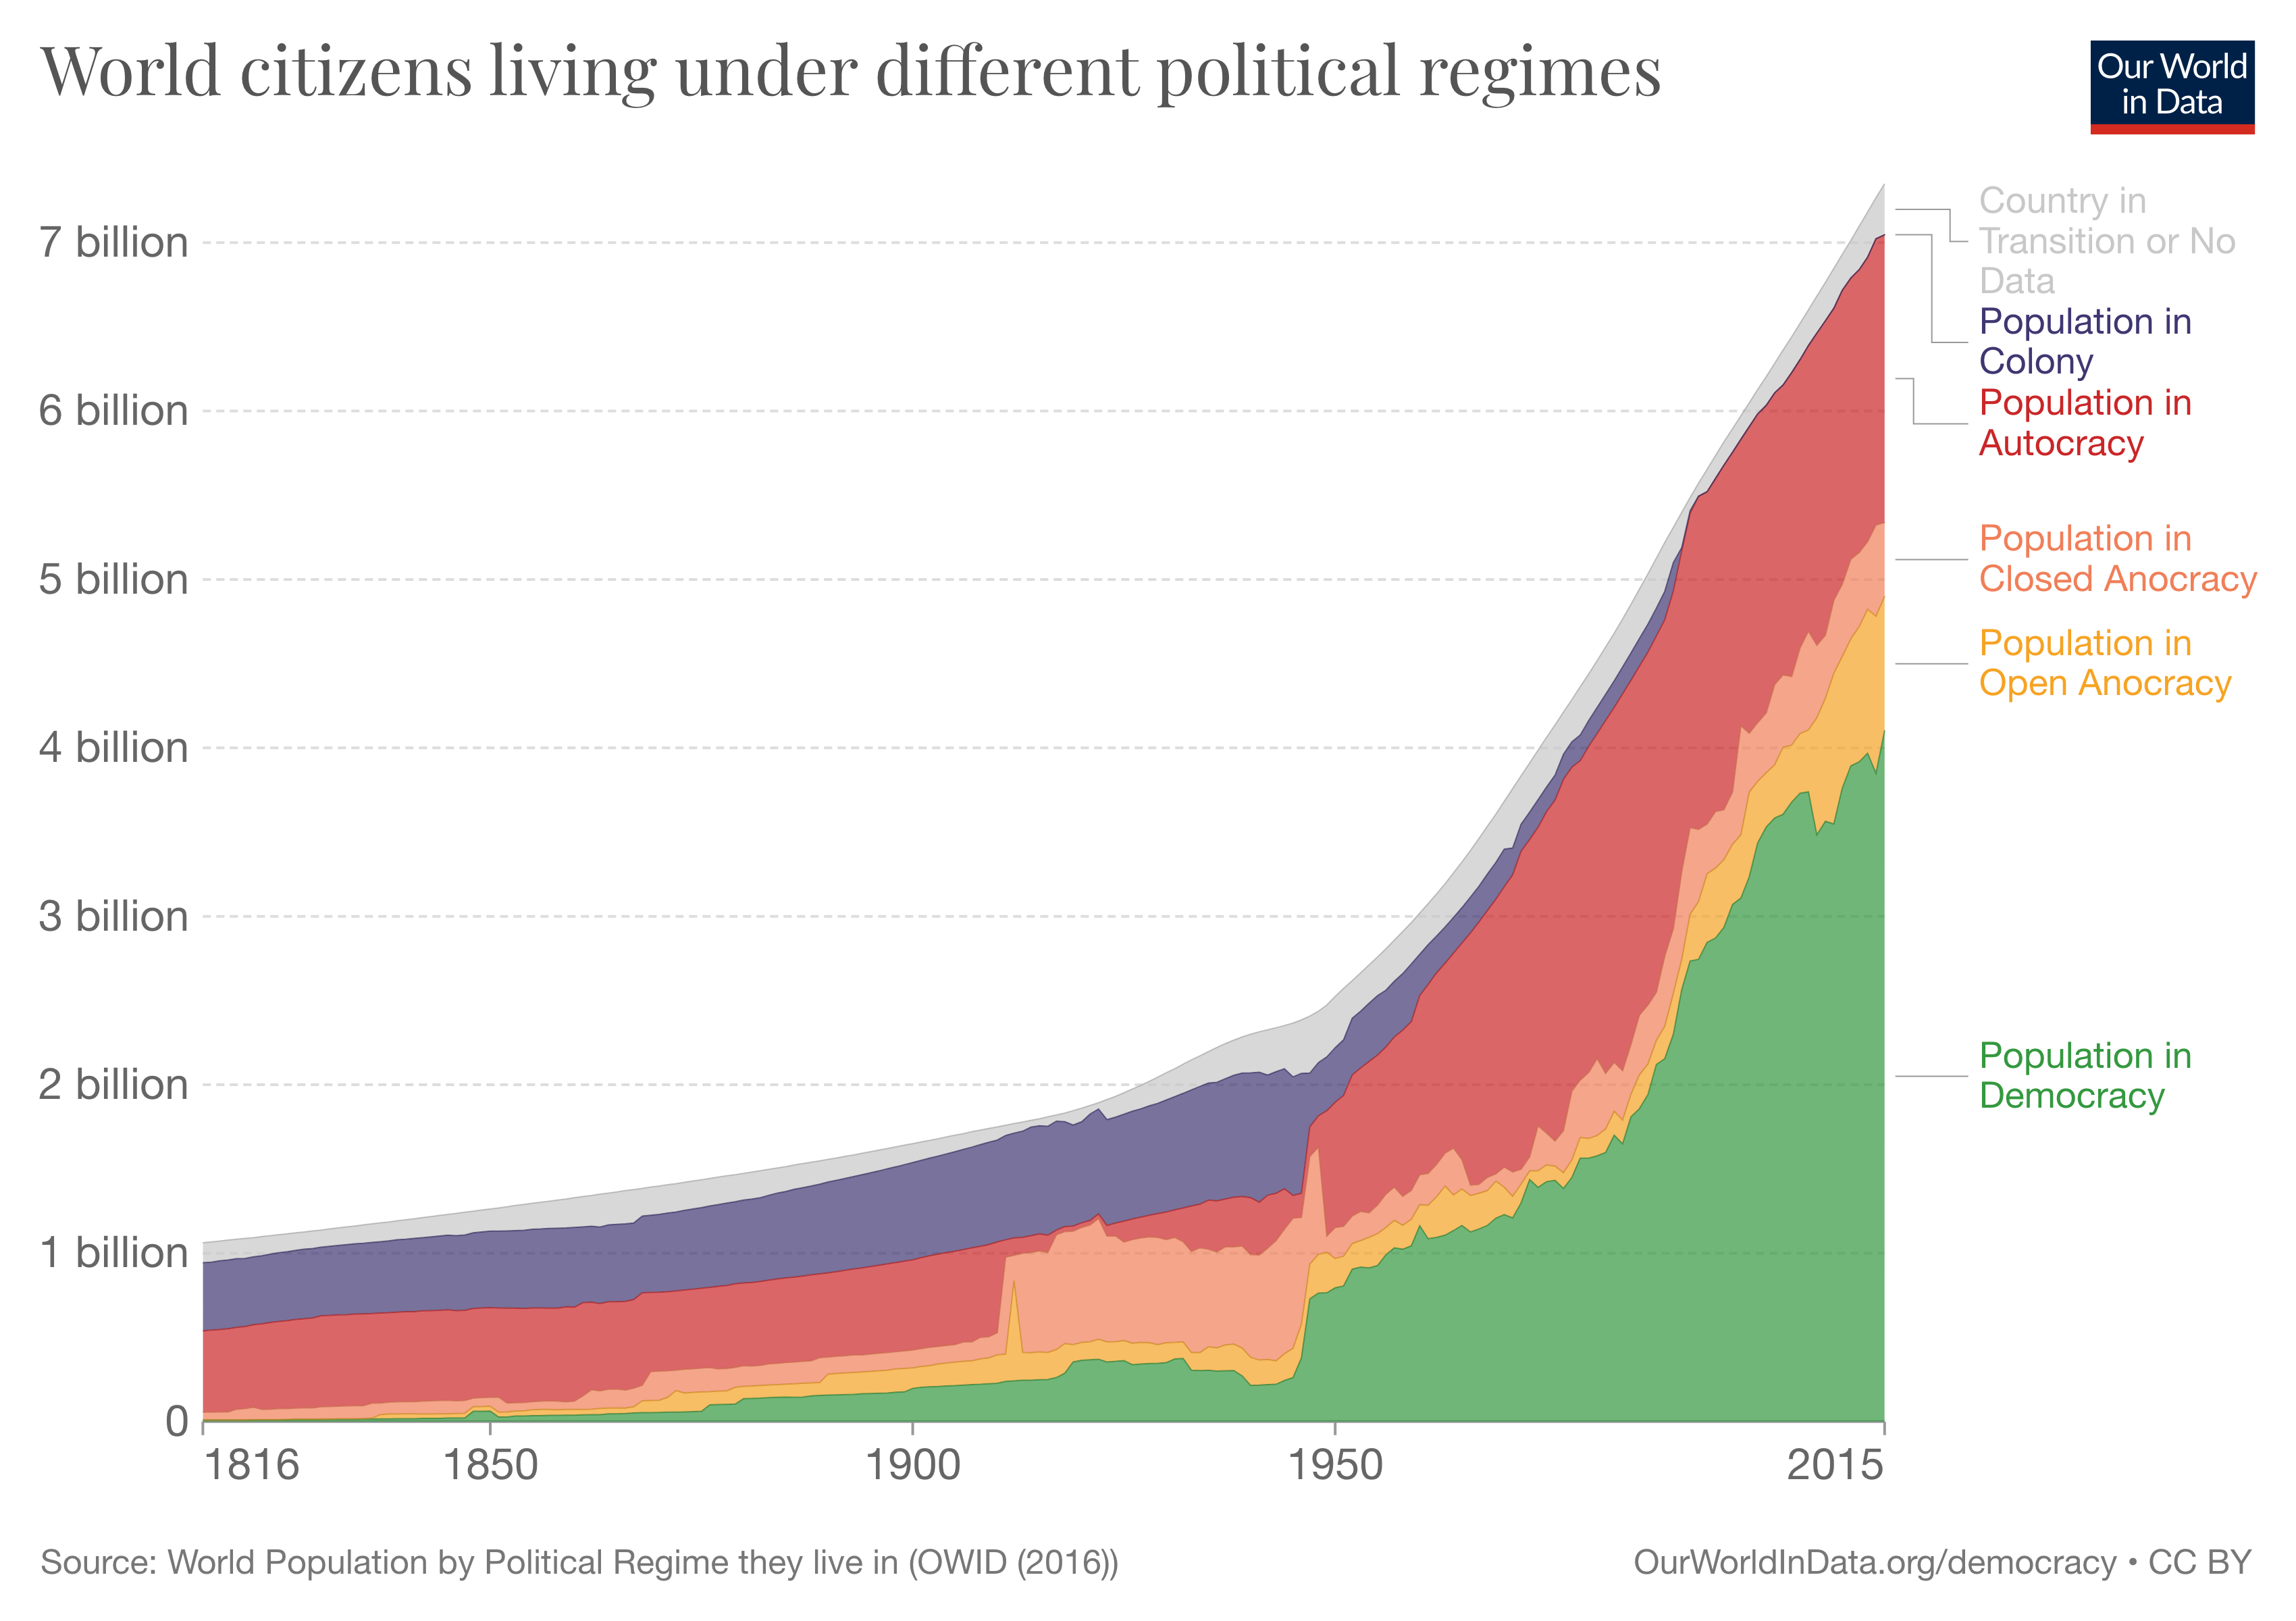 World citizens living under different political regimes
Our World
in Data
7 billion
6 billion
5 billion
4 billion
3 billion
2 billion
1 billion
0
1816
1850
1900
1950
2015
Country in
Transition or No
Data
Population in
Colony
Population in
Autocracy
Population in
Closed Anocracy
Population in
Open Anocracy
Population in
Democracy
Source: World Population by Political Regime they live in (OWID (2016))
OurWorldInData.org/democracy • CC BY